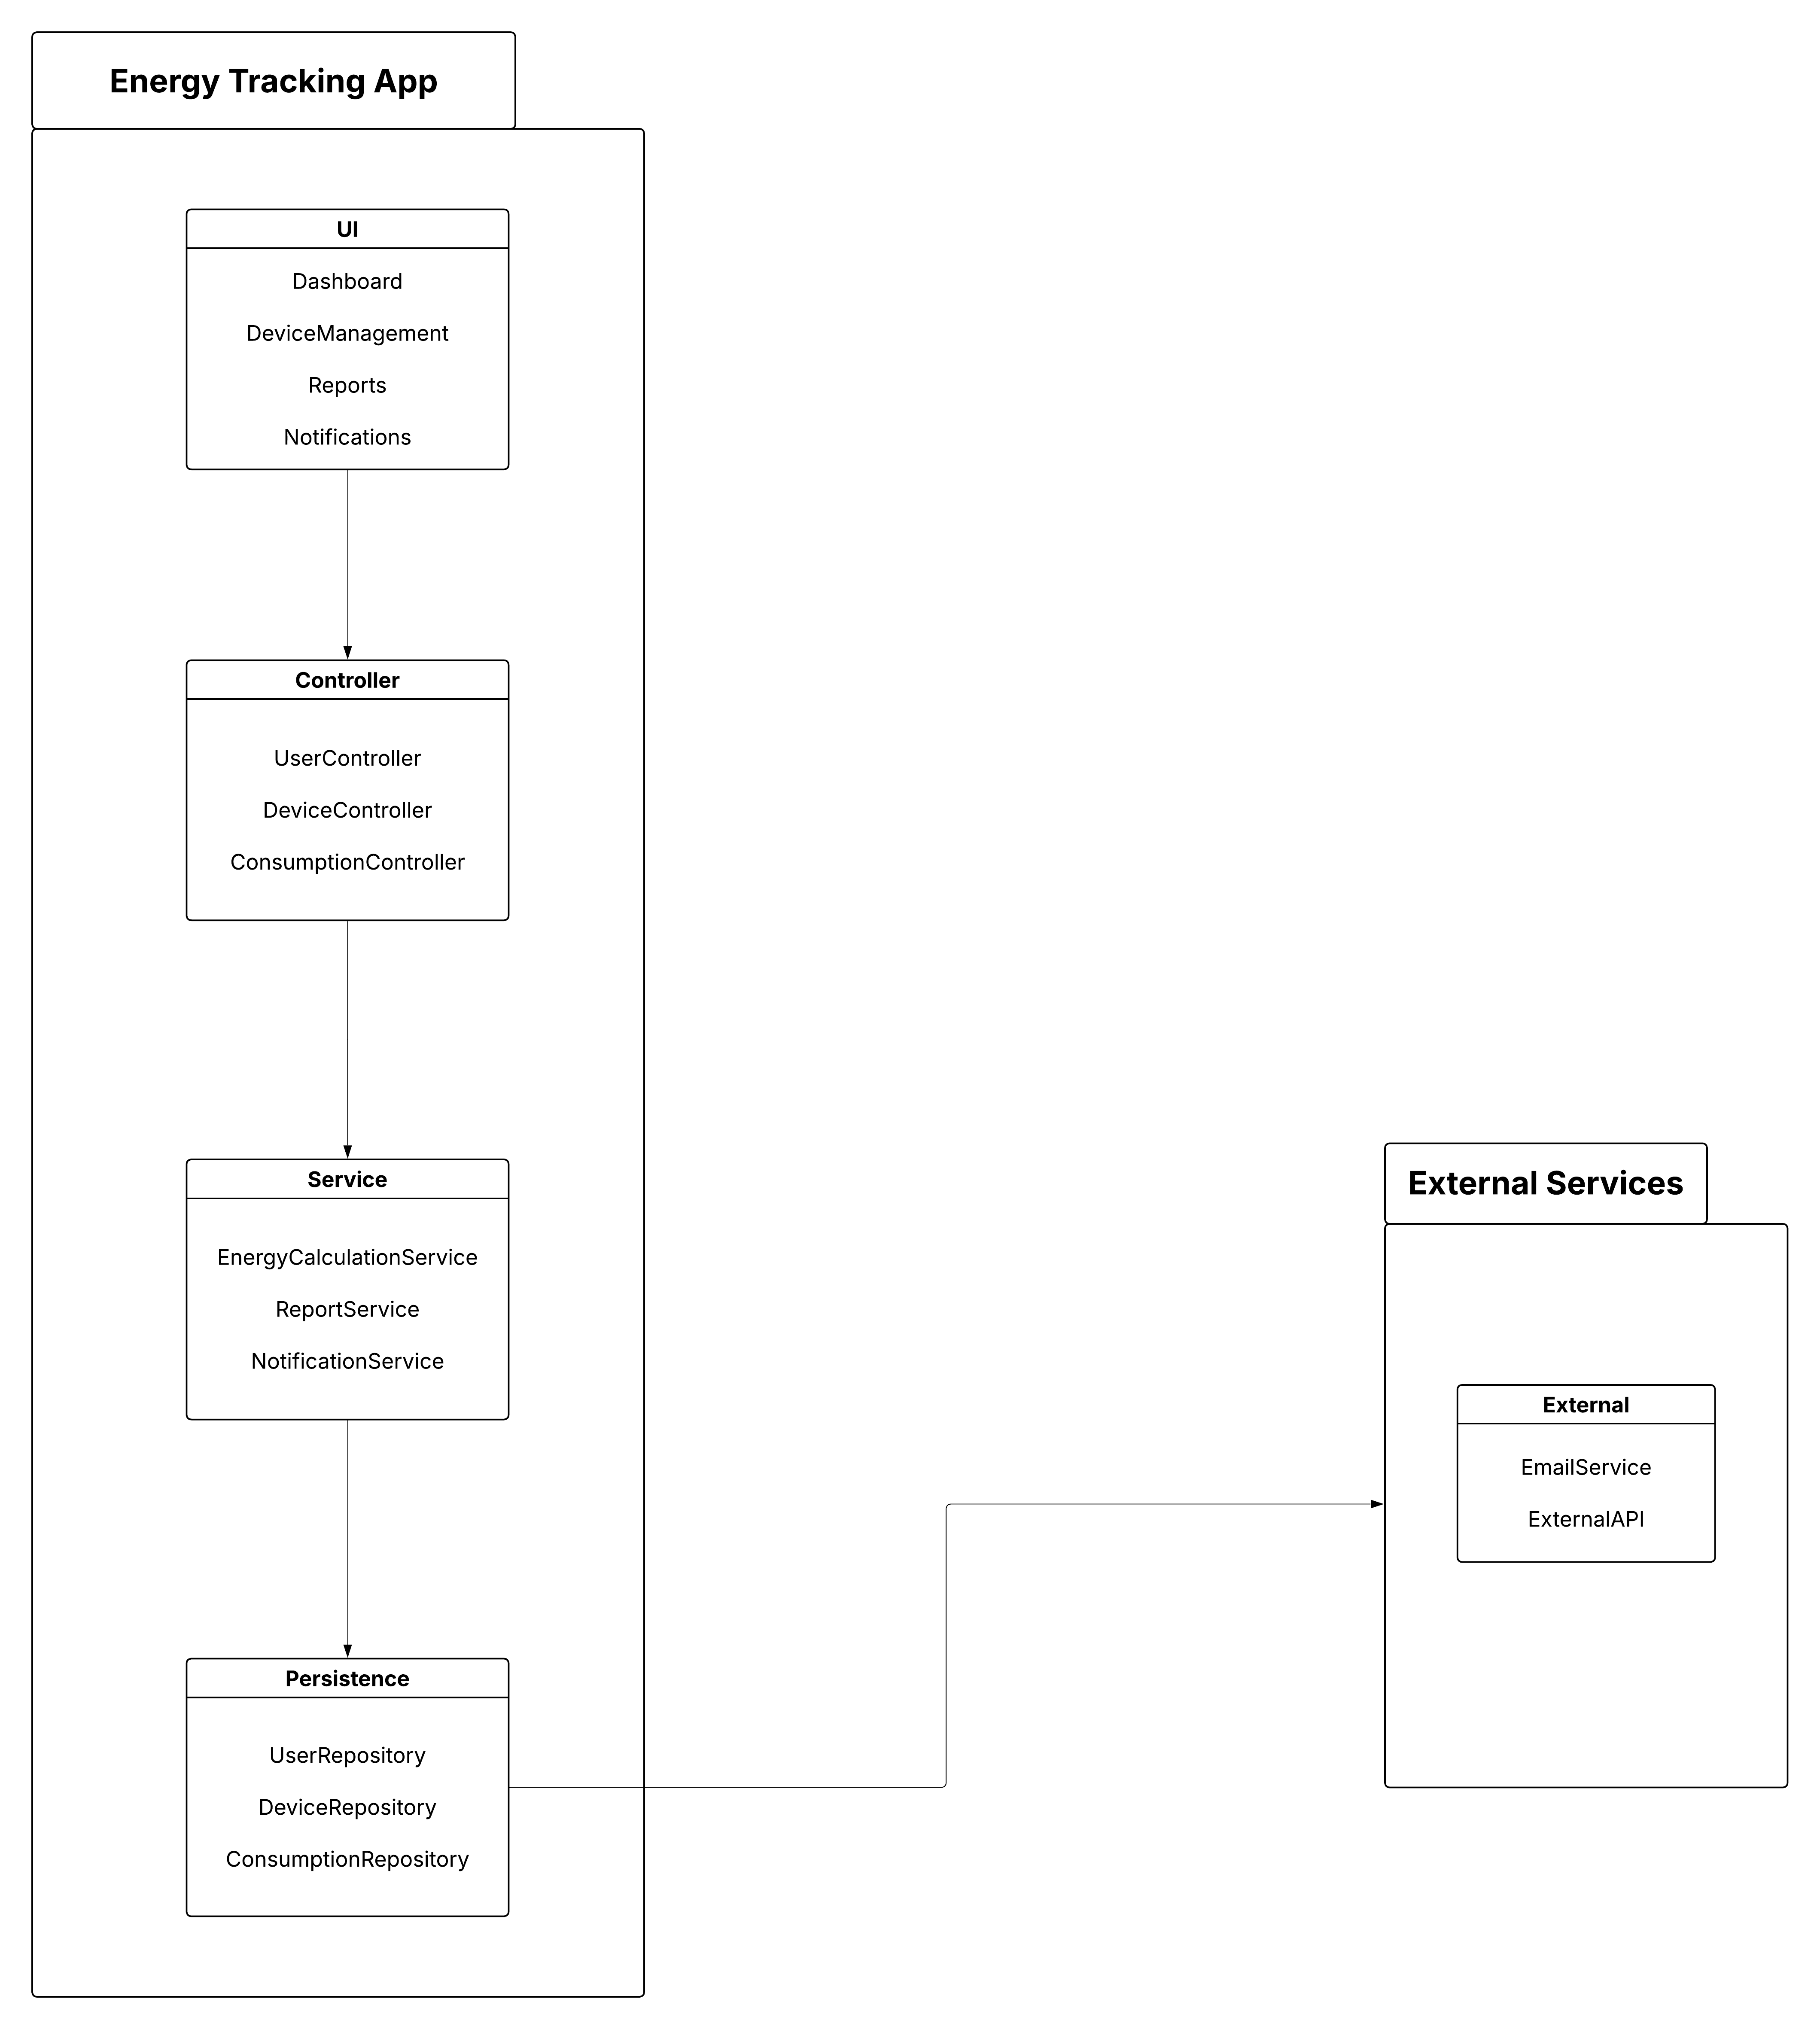 Energy Tracking App
UI
Dashboard
DeviceManagement
Reports
Notifications
Controller
UserController
DeviceController
ConsumptionController
Service
EnergyCalculationService
ReportService
NotificationService
Persistence
UserRepository
DeviceRepository
ConsumptionRepository
External Services
External
EmailService
ExternalAPI